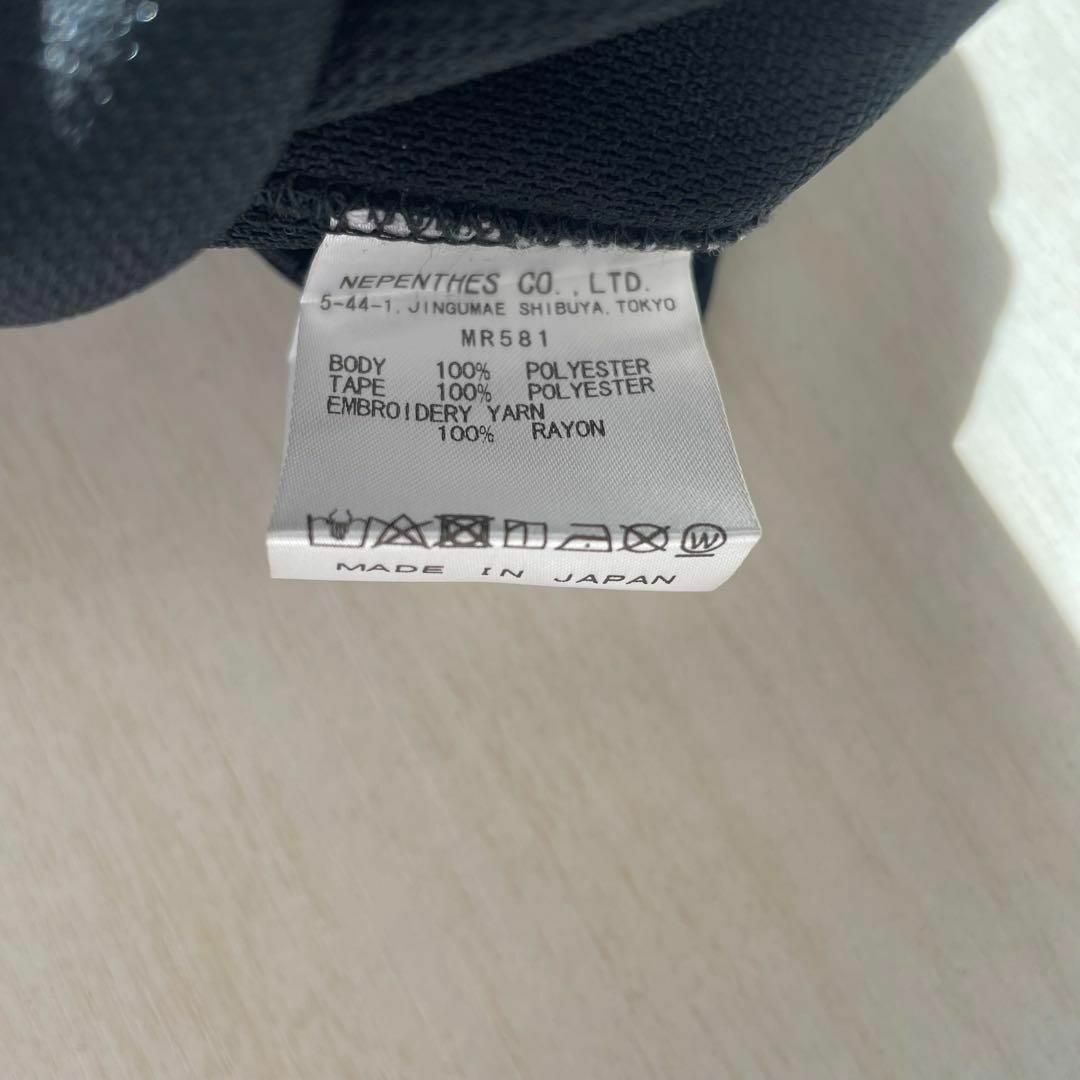 NEPENTHES CO.,LTD.
5-44-1, JINGUMAE SHIBUYA, TOKYO
MR581
BODY 100% POLYESTER
TAPE 100% POLYESTER
EMBROIDERY YARN
100% RAYON
W
MADE IN JAPAN